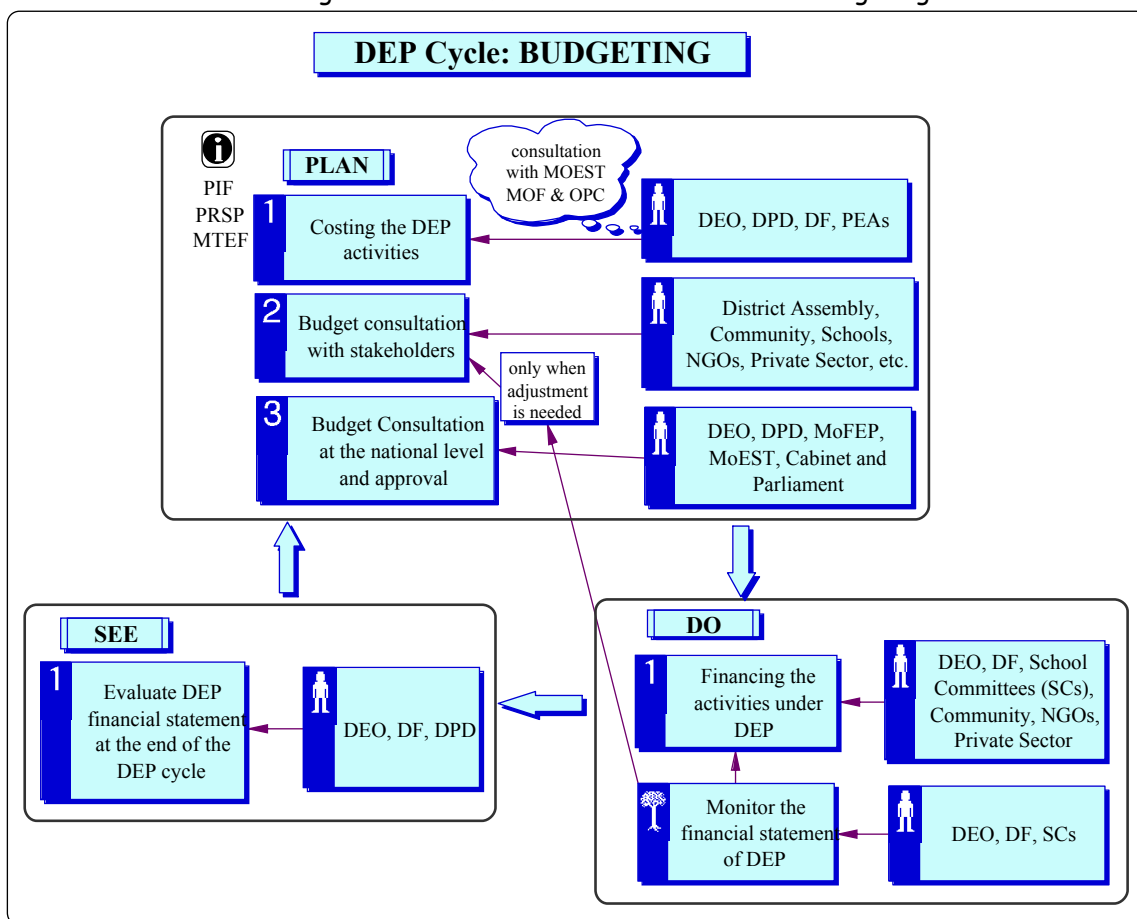 DEP Cycle: BUDGETING
i
PIF
PRSP
MTEF
PLAN
consultation
with MOEST
MOF & OPC
1
Costing the DEP
activities
DEO, DPD, DF, PEAs
2
Budget consultation
with stakeholders
District Assembly,
Community, Schools,
NGOs, Private Sector, etc.
only when
adjustment
is needed
3
Budget Consultation
at the national level
and approval
DEO, DPD, MoFEP,
MoEST, Cabinet and
Parliament
SEE
1
Evaluate DEP
financial statement
at the end of the
DEP cycle
DEO, DF, DPD
DO
1
Financing the
activities under
DEP
DEO, DF, School
Committees (SCs),
Community, NGOs,
Private Sector
Monitor the
financial statement
of DEP
DEO, DF, SCs